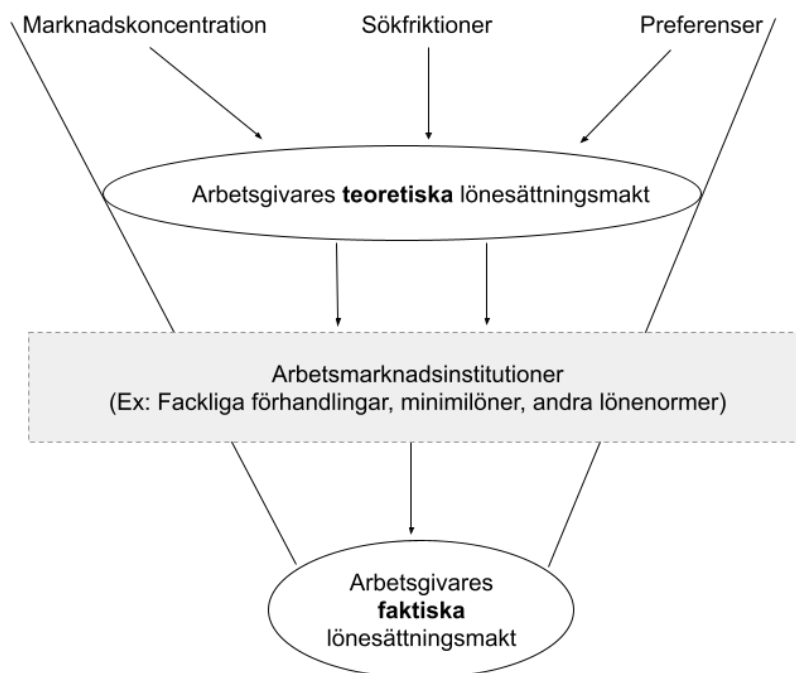 Marknadskoncentration Sökfriktioner Preferenser
Arbetsgivares teoretiska lönesättningsmakt
Arbetsmarknadsinstitutioner
(Ex: Fackliga förhandlingar, minimilöner, andra lönenormer)
Arbetsgivares
faktiska
lönesättningsmakt